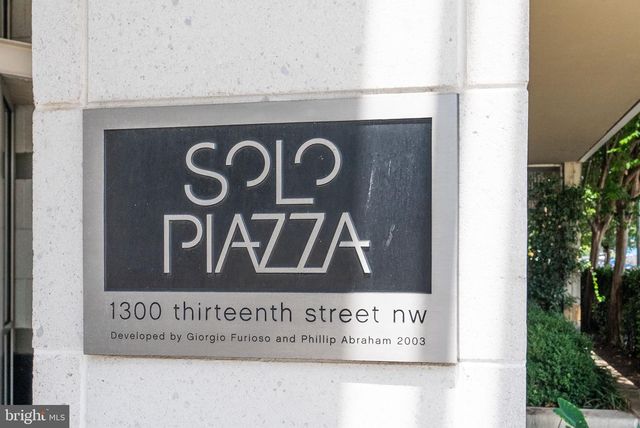 SOLO
PIAZZA
1300 thirteenth street nw
Developed by Giorgio Furioso and Phillip Abraham 2003
bright MLS